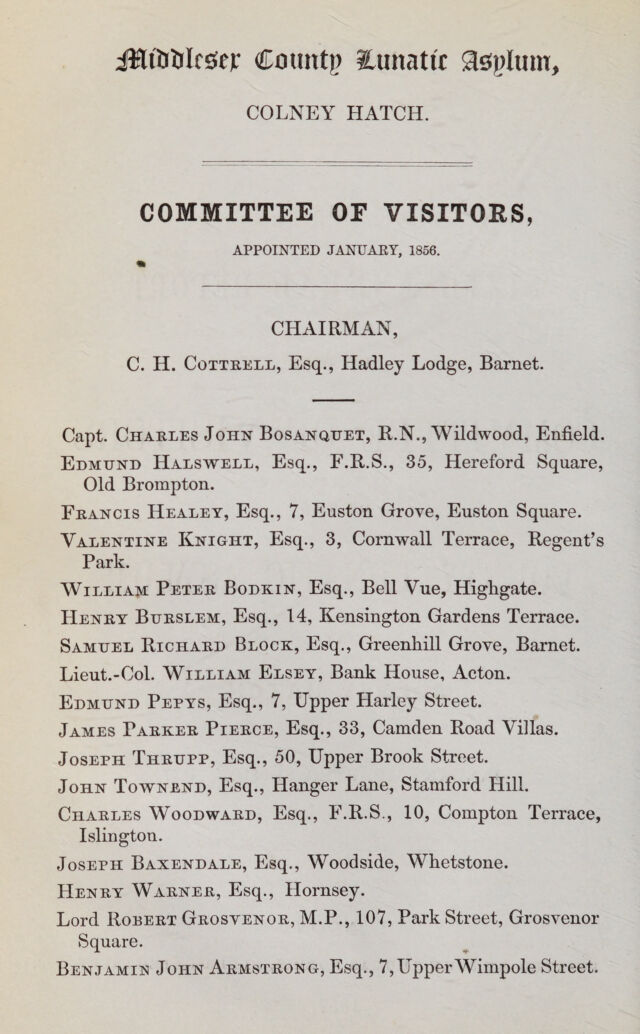 Middlesex County Lunatic Asylum,
COLNEY HATCH.
COMMITTEE OF VISITORS,
APPOINTED JANUARY, 1856.
CHAIRMAN,
C. H. COTTRELL, Esq., Hadley Lodge, Barnet.
Capt. CHARLES JOHN BOSANQUET, R.N., Wildwood, Enfield.
EDMUND HALSWELL, Esq., F.R.S., 35, Hereford Square,
Old Brompton.
FRANCIS HEALEY, Esq., 7, Euston Grove, Euston Square.
VALENTINE KNIGHT, Esq., 3, Cornwall Terrace, Regent's
Park.
WILLIAM PETER BODKIN, Esq., Bell Vue, Highgate.
HENRY BURSLEM, Esq., 14, Kensington Gardens Terrace.
SAMUEL RICHARD BLOCK, Esq., Greenhill Grove, Barnet.
Lieut.-Col. WILLIAM ELSEY, Bank House, Acton.
EDMUND PEPYS, Esq., 7, Upper Harley Street.
JAMES PARKER PIERCE, Esq., 33, Camden Road Villas.
JOSEPH THRUPP, Esq., 50, Upper Brook Street.
JOHN TOWNEND, Esq., Hanger Lane, Stamford Hill.
CHARLES WOODWARD, Esq., F.R.S., 10, Compton Terrace,
Islington.
JOSEPH BAXENDALE, Esq., Woodside, Whetstone.
HENRY WARNER, Esq., Hornsey.
Lord ROBERT GROSVENOR, M.P., 107, Park Street, Grosvenor
Square.
BENJAMIN JOHN ARMSTRONG, Esq., 7, Upper Wimpole Street.